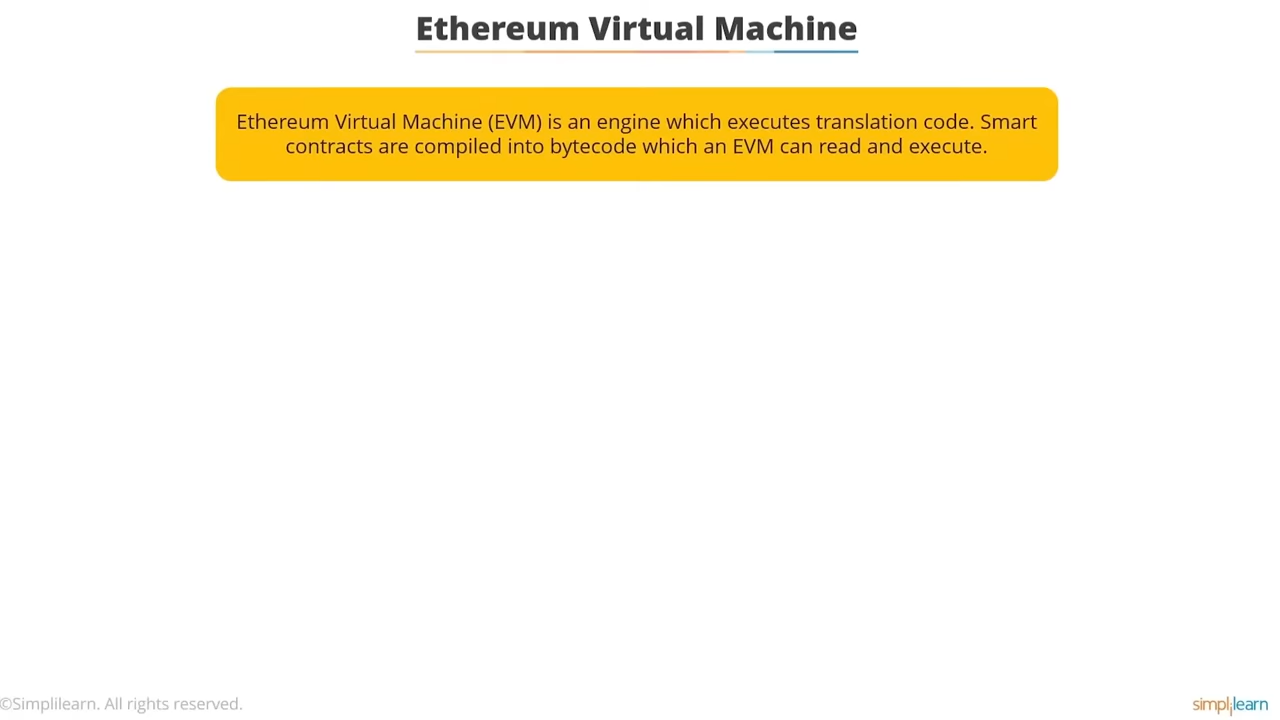 Ethereum Virtual Machine
Ethereum Virtual Machine (EVM) is an engine which executes translation code. Smart
contracts are compiled into bytecode which an EVM can read and execute.
©Simplilearn. All rights reserved.
simplilearn